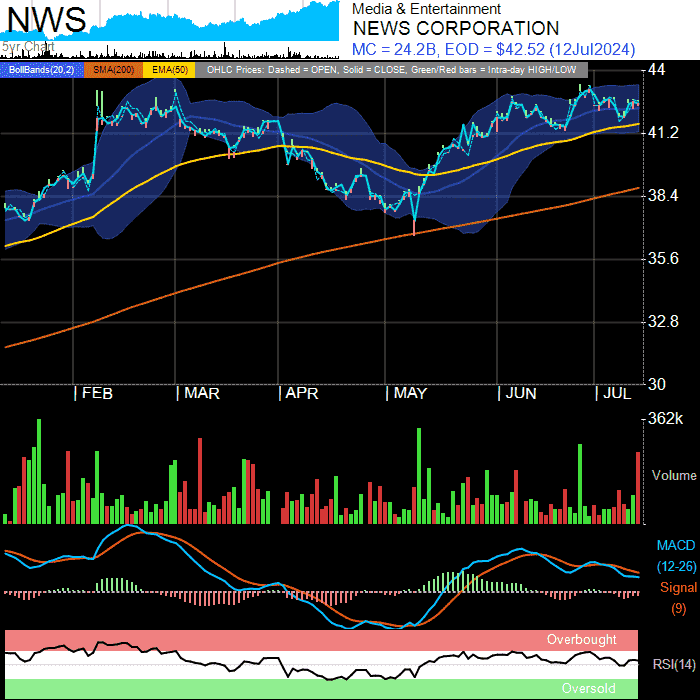 NWS
5yr Chart
Media & Entertainment
NEWS CORPORATION
MC = 24.2B, EOD = $42.52 (12Jul2024)
BollBands(20,2) SMA(200) EMA(50) OHLC Prices: Dashed = OPEN, Solid = CLOSE, Green/Red bars = Intra-day HIGH/LOW
44
41.2
38.4
35.6
32.8
30
| FEB | MAR | APR | MAY | JUN | JUL
362k
Volume
MACD
(12-26)
Signal
(9)
Overbought
RSI(14)
Oversold